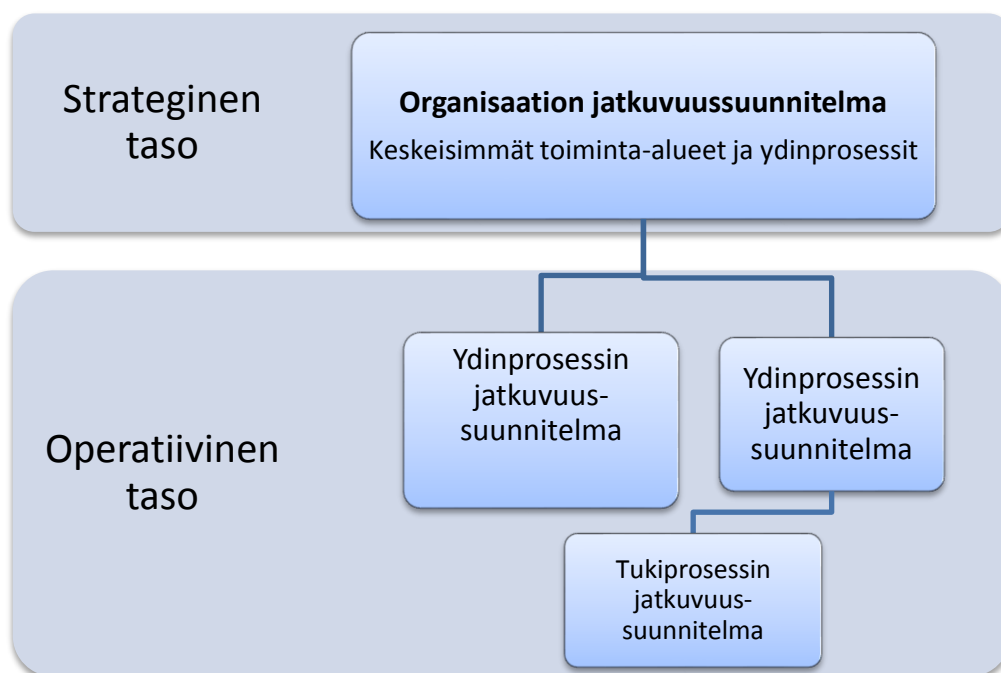 Strateginen
taso
Organisaation jatkuvuussuunnitelma
Keskeisimmät toiminta-alueet ja ydinprosessit
Operatiivinen
taso
Ydinprosessin
jatkuvuus-
suunnitelma
Ydinprosessin
jatkuvuus-
suunnitelma
Tukiprosessin
jatkuvuus-
suunnitelma